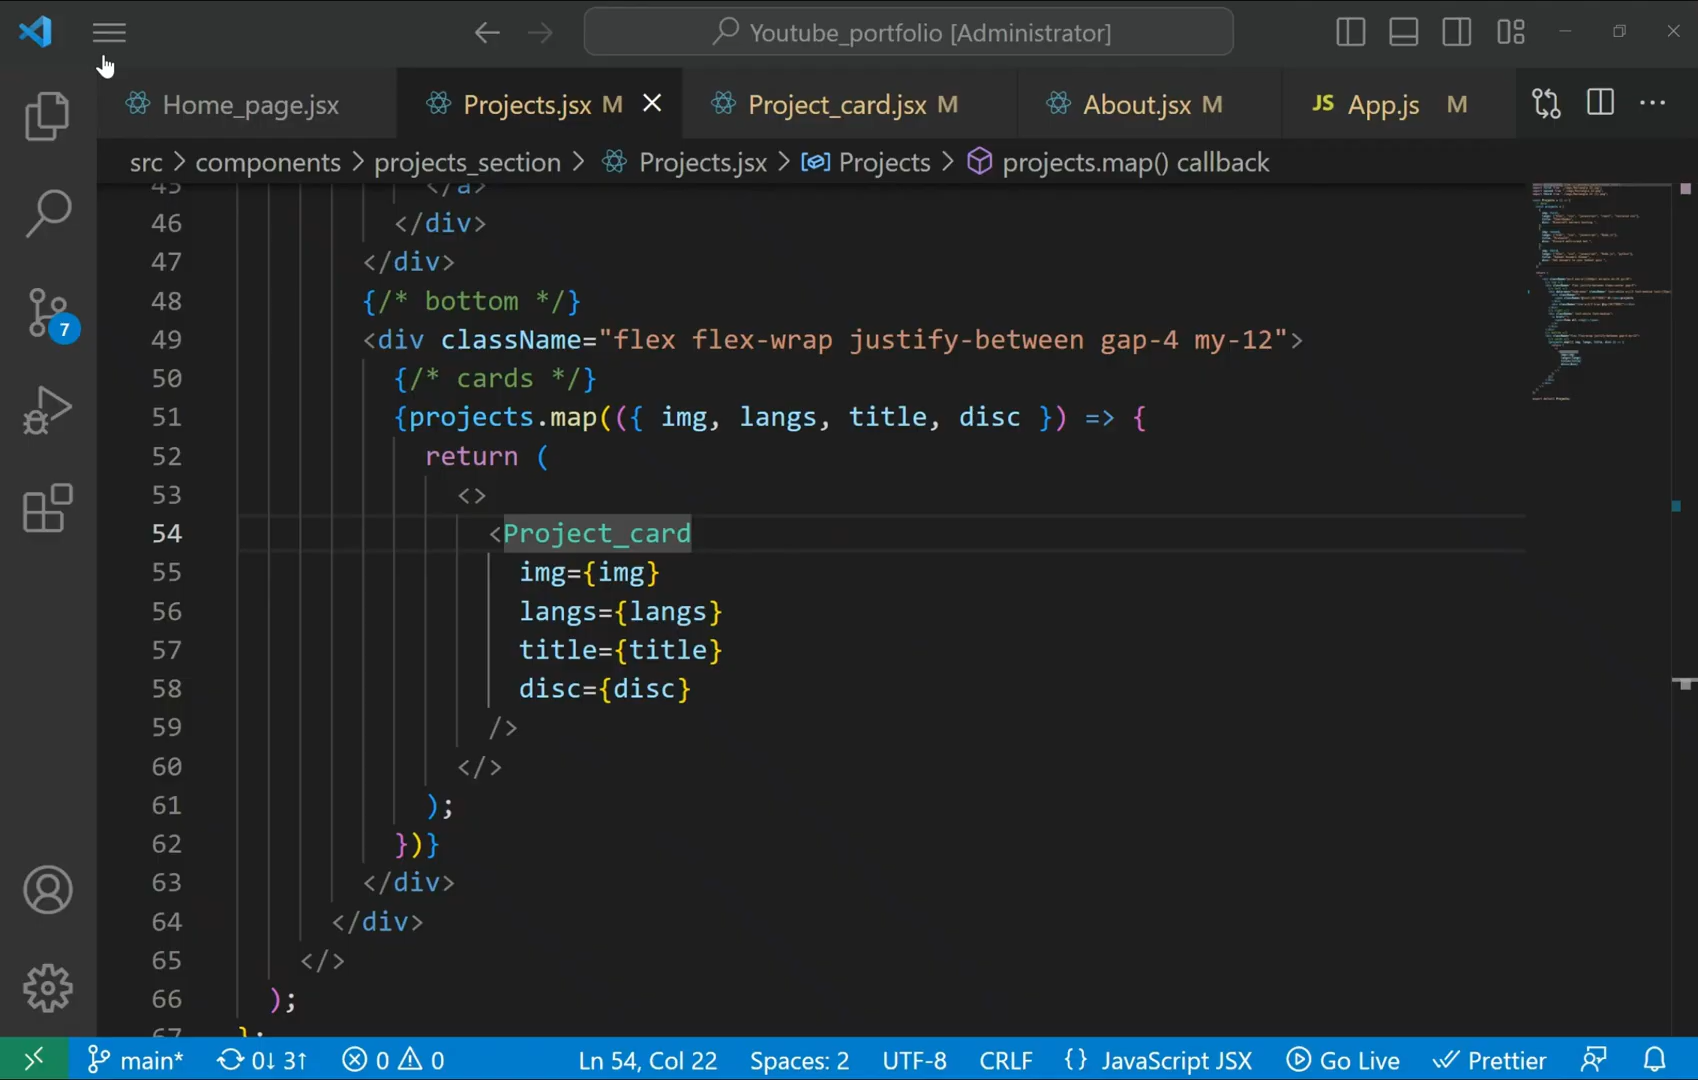 Youtube_portfolio [Administrator]
Home_page.jsx
Projects.jsx M
Project_card.jsx M
About.jsx M
JS App.js M
src > components > projects_section > Projects.jsx > Projects > projects.map() callback
45 </a>
46 </div>
47 </div>
48 {/* bottom */}
49 <div className="flex flex-wrap justify-between gap-4 my-12">
50 {/* cards */}
51 {projects.map(({ img, langs, title, disc }) => {
52 return (
53 <>
54 <Project_card
55 img={img}
56 langs={langs}
57 title={title}
58 disc={disc}
59 />
60 </>
61 );
62 })}
63 </div>
64 </div>
65 </>
66 );
67 };
7
main* 0↓ 3↑ 0 0 Ln 54, Col 22 Spaces: 2 UTF-8 CRLF {} JavaScript JSX Go Live Prettier